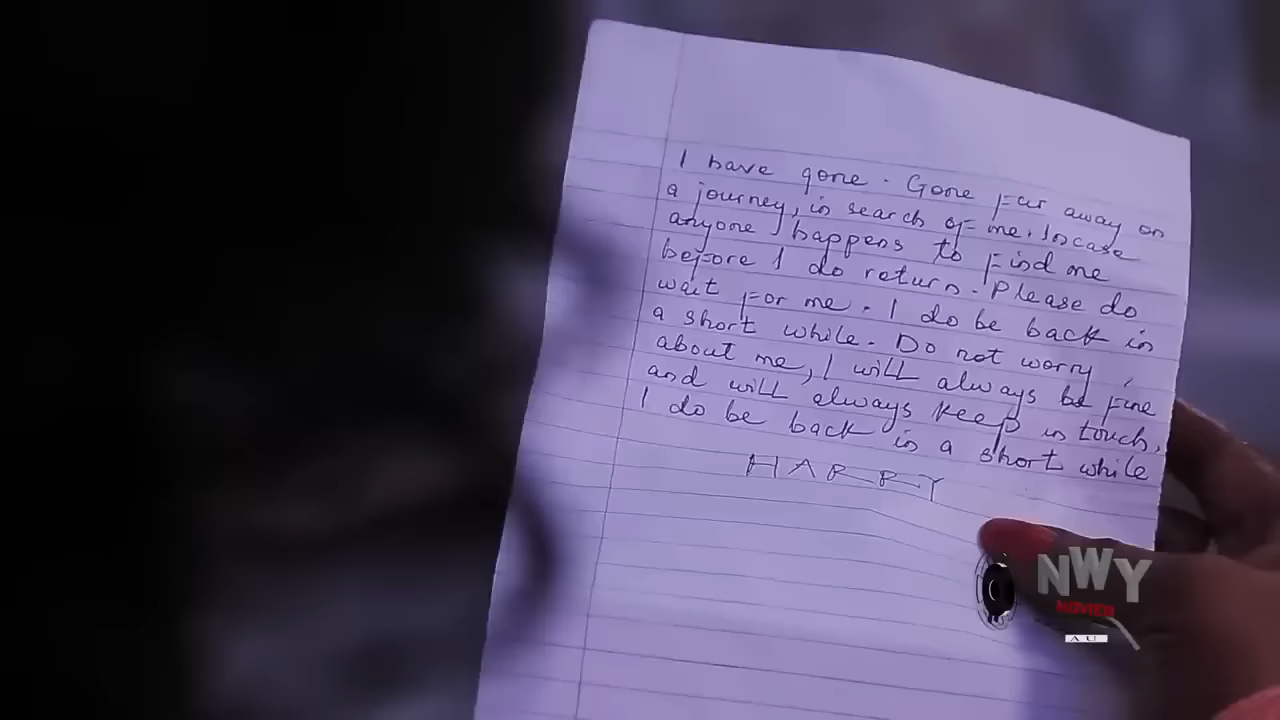 I have gone. Gone far away on
a journey, in search of me. Incase
anyone happens to find me
before I do return. Please do
wait for me. I do be back in
a short while. Do not worry
about me, I will always be fine
and will always keep in touch.
I do be back in a short while
HARRY
NWY
MOVIES
AU